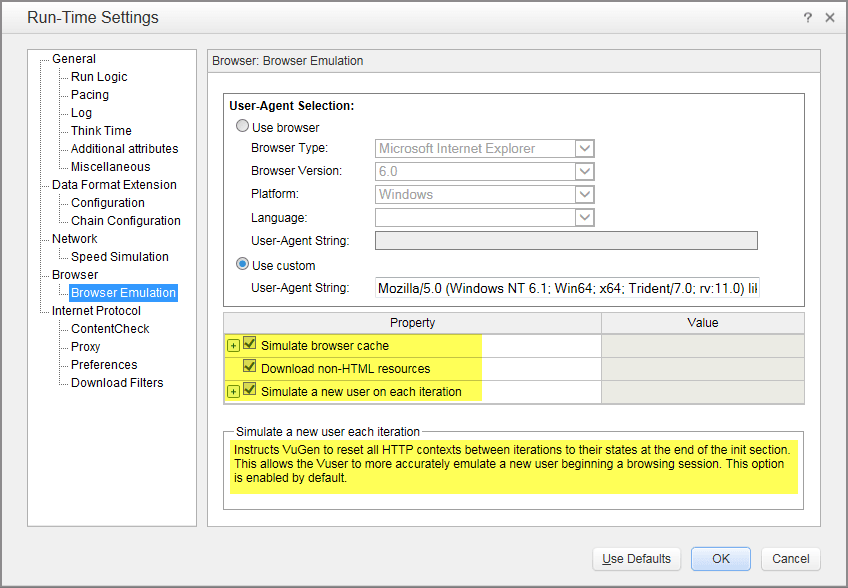 Run-Time Settings
? ×
General
Run Logic
Pacing
Log
Think Time
Additional attributes
Miscellaneous
Data Format Extension
Configuration
Chain Configuration
Network
Speed Simulation
Browser
Browser Emulation
Internet Protocol
ContentCheck
Proxy
Preferences
Download Filters
Browser: Browser Emulation
User-Agent Selection:
Use browser
Browser Type: Microsoft Internet Explorer
Browser Version: 6.0
Platform: Windows
Language:
User-Agent String:
Use custom
User-Agent String: Mozilla/5.0 (Windows NT 6.1; Win64; x64; Trident/7.0; rv:11.0) lil
Property Value
Simulate browser cache
Download non-HTML resources
Simulate a new user on each iteration
Simulate a new user each iteration
Instructs VuGen to reset all HTTP contexts between iterations to their states at the end of the init section.
This allows the Vuser to more accurately emulate a new user beginning a browsing session. This option
is enabled by default.
Use Defaults OK Cancel